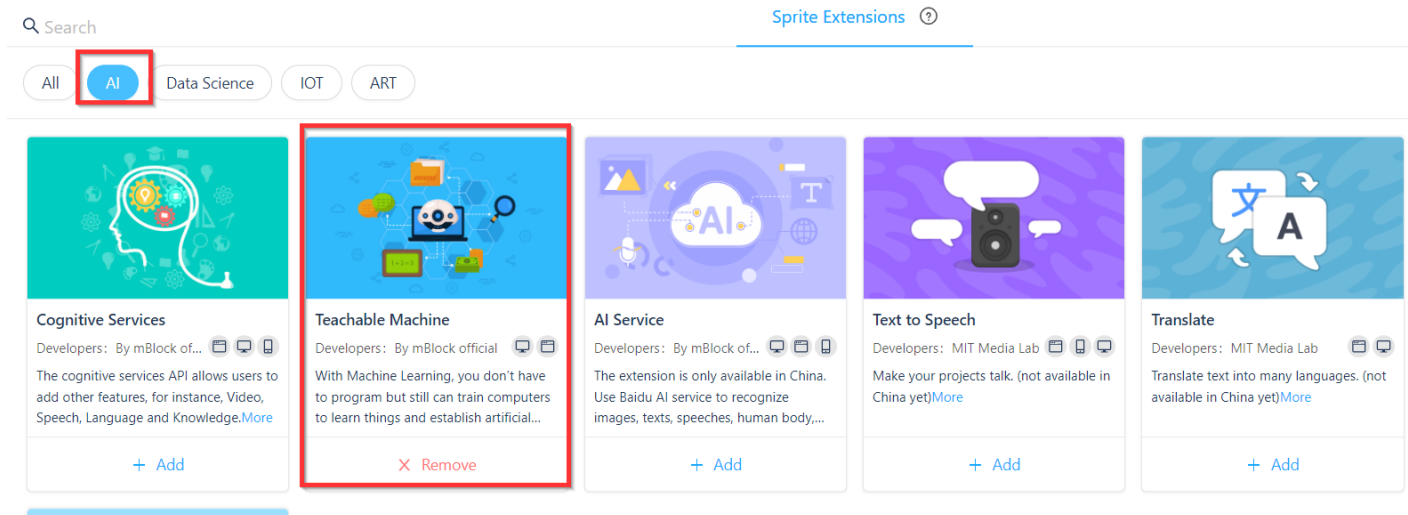 Search
Sprite Extensions ?
All
AI
Data Science
IOT
ART
1+2=3
AI
T
文
A
Cognitive Services
Developers: By mBlock of...
The cognitive services API allows users to
add other features, for instance, Video,
Speech, Language and Knowledge.More
+ Add
Teachable Machine
Developers: By mBlock official
With Machine Learning, you don't have
to program but still can train computers
to learn things and establish artificial...
× Remove
AI Service
Developers: By mBlock of...
The extension is only available in China.
Use Baidu AI service to recognize
images, texts, speeches, human body,...
+ Add
Text to Speech
Developers: MIT Media Lab
Make your projects talk. (not available in
China yet)More
+ Add
Translate
Developers: MIT Media Lab
Translate text into many languages. (not
available in China yet)More
+ Add